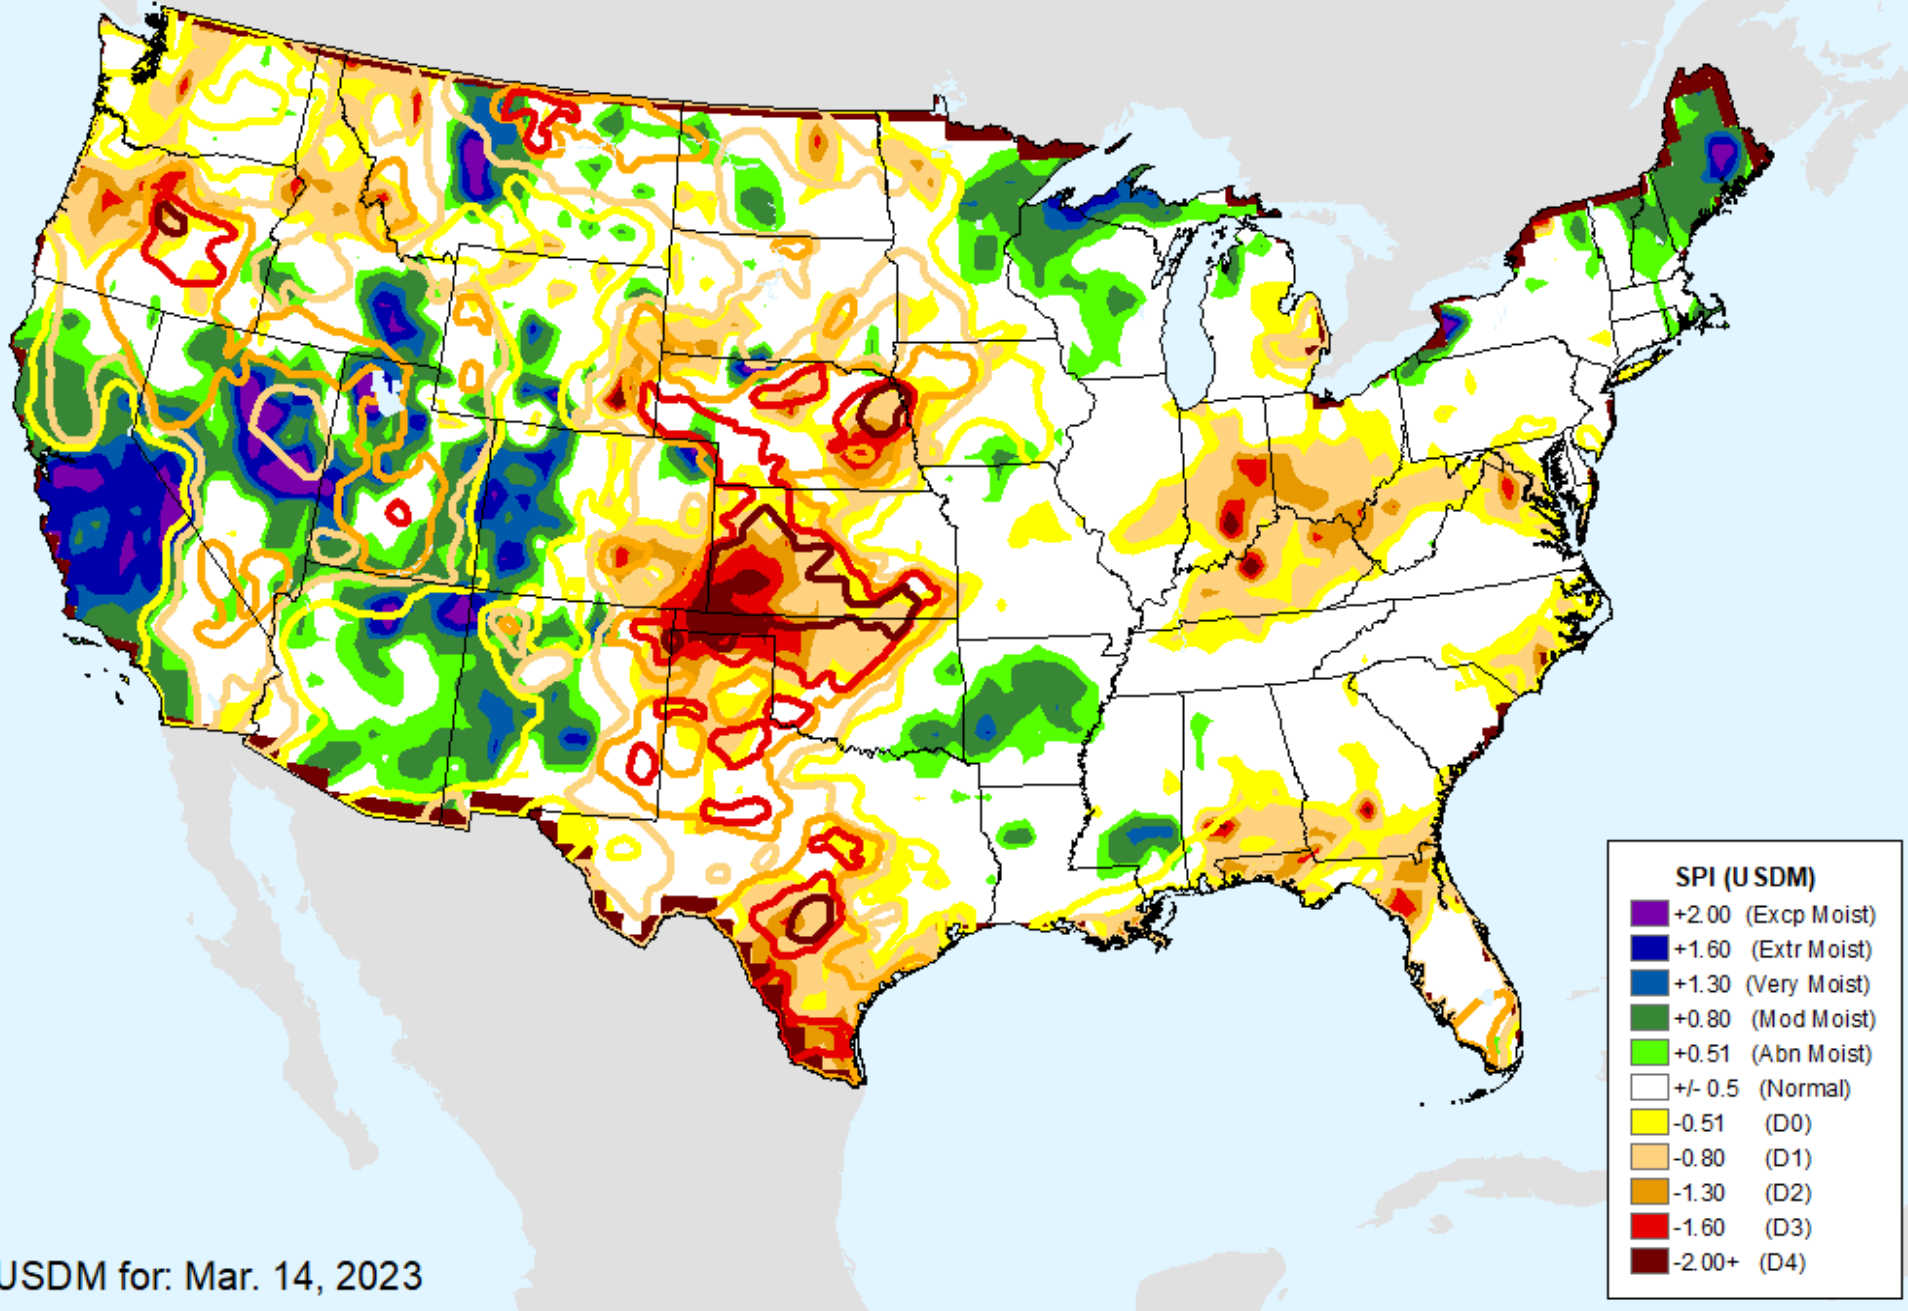 SPI (USDM)
+2.00 (Excp Moist)
+1.60 (Extr Moist)
+1.30 (Very Moist)
+0.80 (Mod Moist)
+0.51 (Abn Moist)
+/- 0.5 (Normal)
-0.51 (D0)
-0.80 (D1)
-1.30 (D2)
-1.60 (D3)
-2.00+ (D4)
USDM for: Mar. 14, 2023